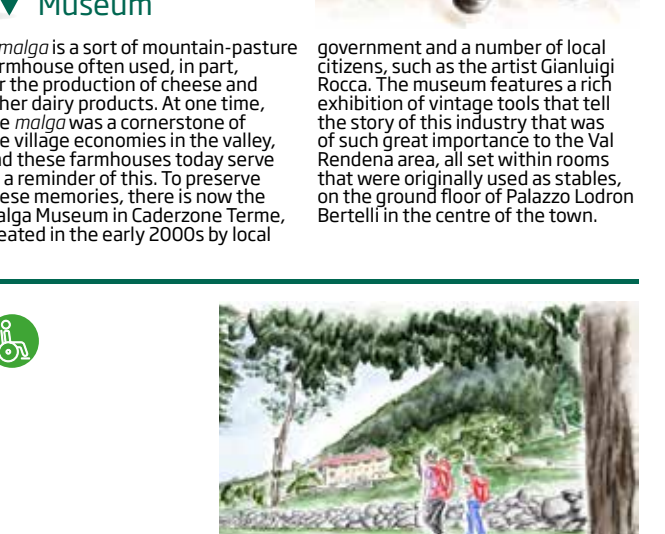 Museum
malga is a sort of mountain-pasture
rmhouse often used, in part,
r the production of cheese and
her dairy products. At one time,
e malga was a cornerstone of
e village economies in the valley,
nd these farmhouses today serve
a reminder of this. To preserve
ese memories, there is now the
alga Museum in Caderzone Terme,
eated in the early 2000s by local
government and a number of local
citizens, such as the artist Gianluigi
Rocca. The museum features a rich
exhibition of vintage tools that tell
the story of this industry that was
of such great importance to the Val
Rendena area, all set within rooms
that were originally used as stables,
on the ground floor of Palazzo Lodron
Bertelli in the centre of the town.